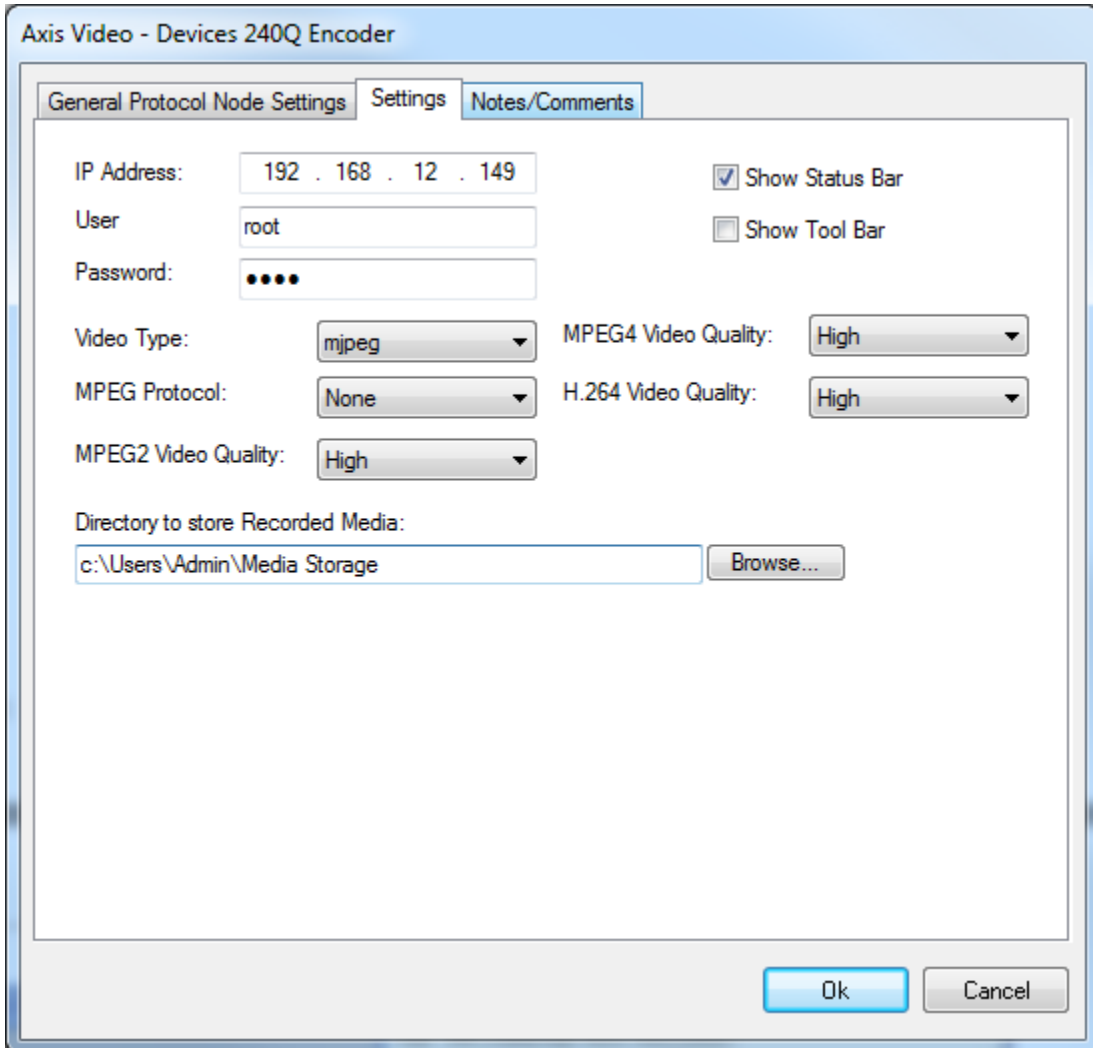 Axis Video - Devices 240Q Encoder
General Protocol Node Settings Settings Notes/Comments
IP Address: 192 . 168 . 12 . 149 Show Status Bar
User root Show Tool Bar
Password: ●●●●
Video Type: mjpeg MPEG4 Video Quality: High
MPEG Protocol: None H.264 Video Quality: High
MPEG2 Video Quality: High
Directory to store Recorded Media:
c:\Users\Admin\Media Storage Browse...
Ok Cancel